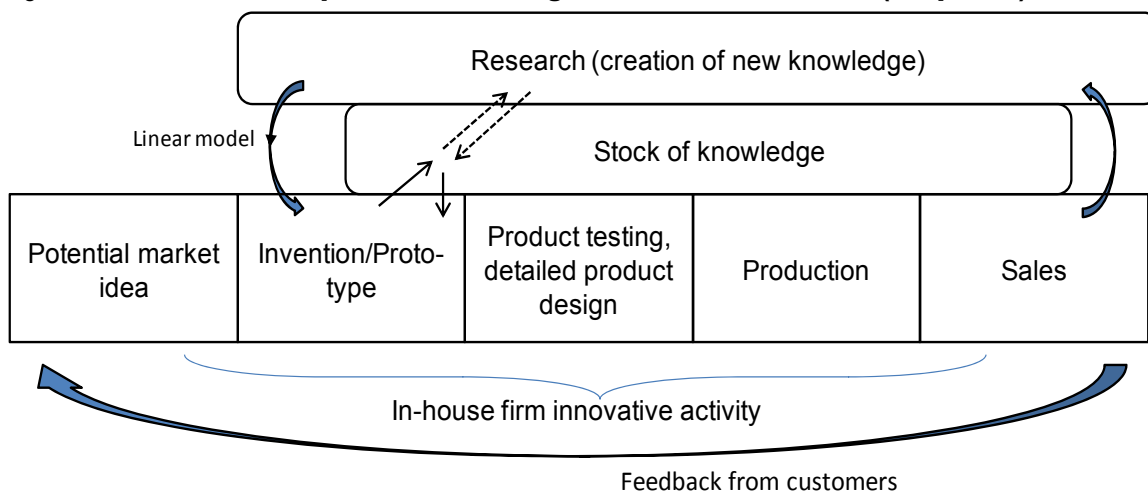 Research (creation of new knowledge)
Linear model
Stock of knowledge
Potential market
idea
Invention/Proto-
type
Product testing,
detailed product
design
Production
Sales
In-house firm innovative activity
Feedback from customers